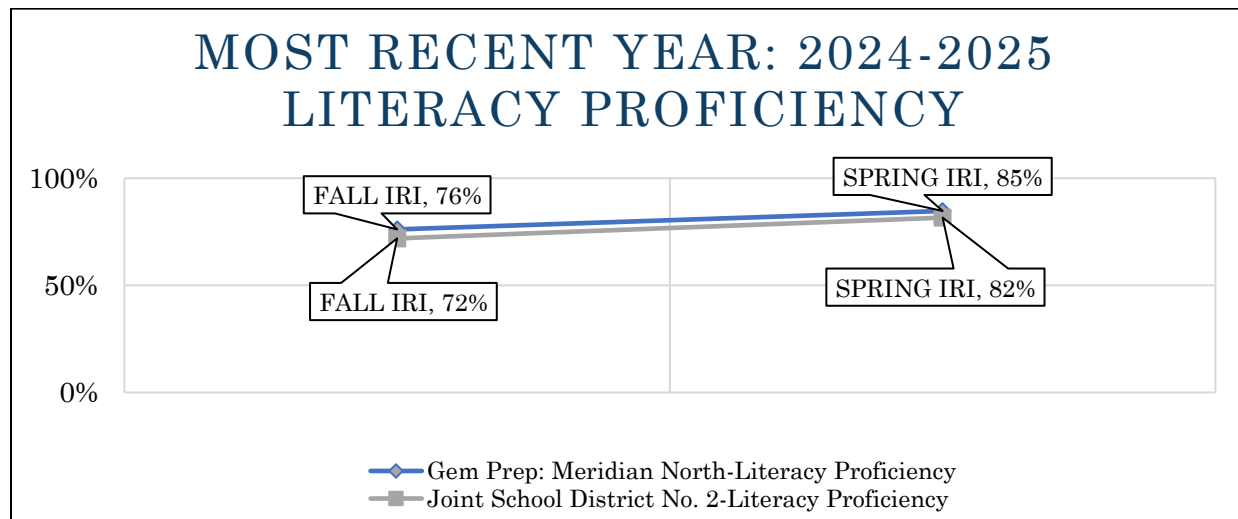 MOST RECENT YEAR: 2024-2025
LITERACY PROFICIENCY
100%
50%
0%
FALL IRI, 76%
SPRING IRI, 85%
FALL IRI, 72%
SPRING IRI, 82%
Gem Prep: Meridian North-Literacy Proficiency
Joint School District No. 2-Literacy Proficiency